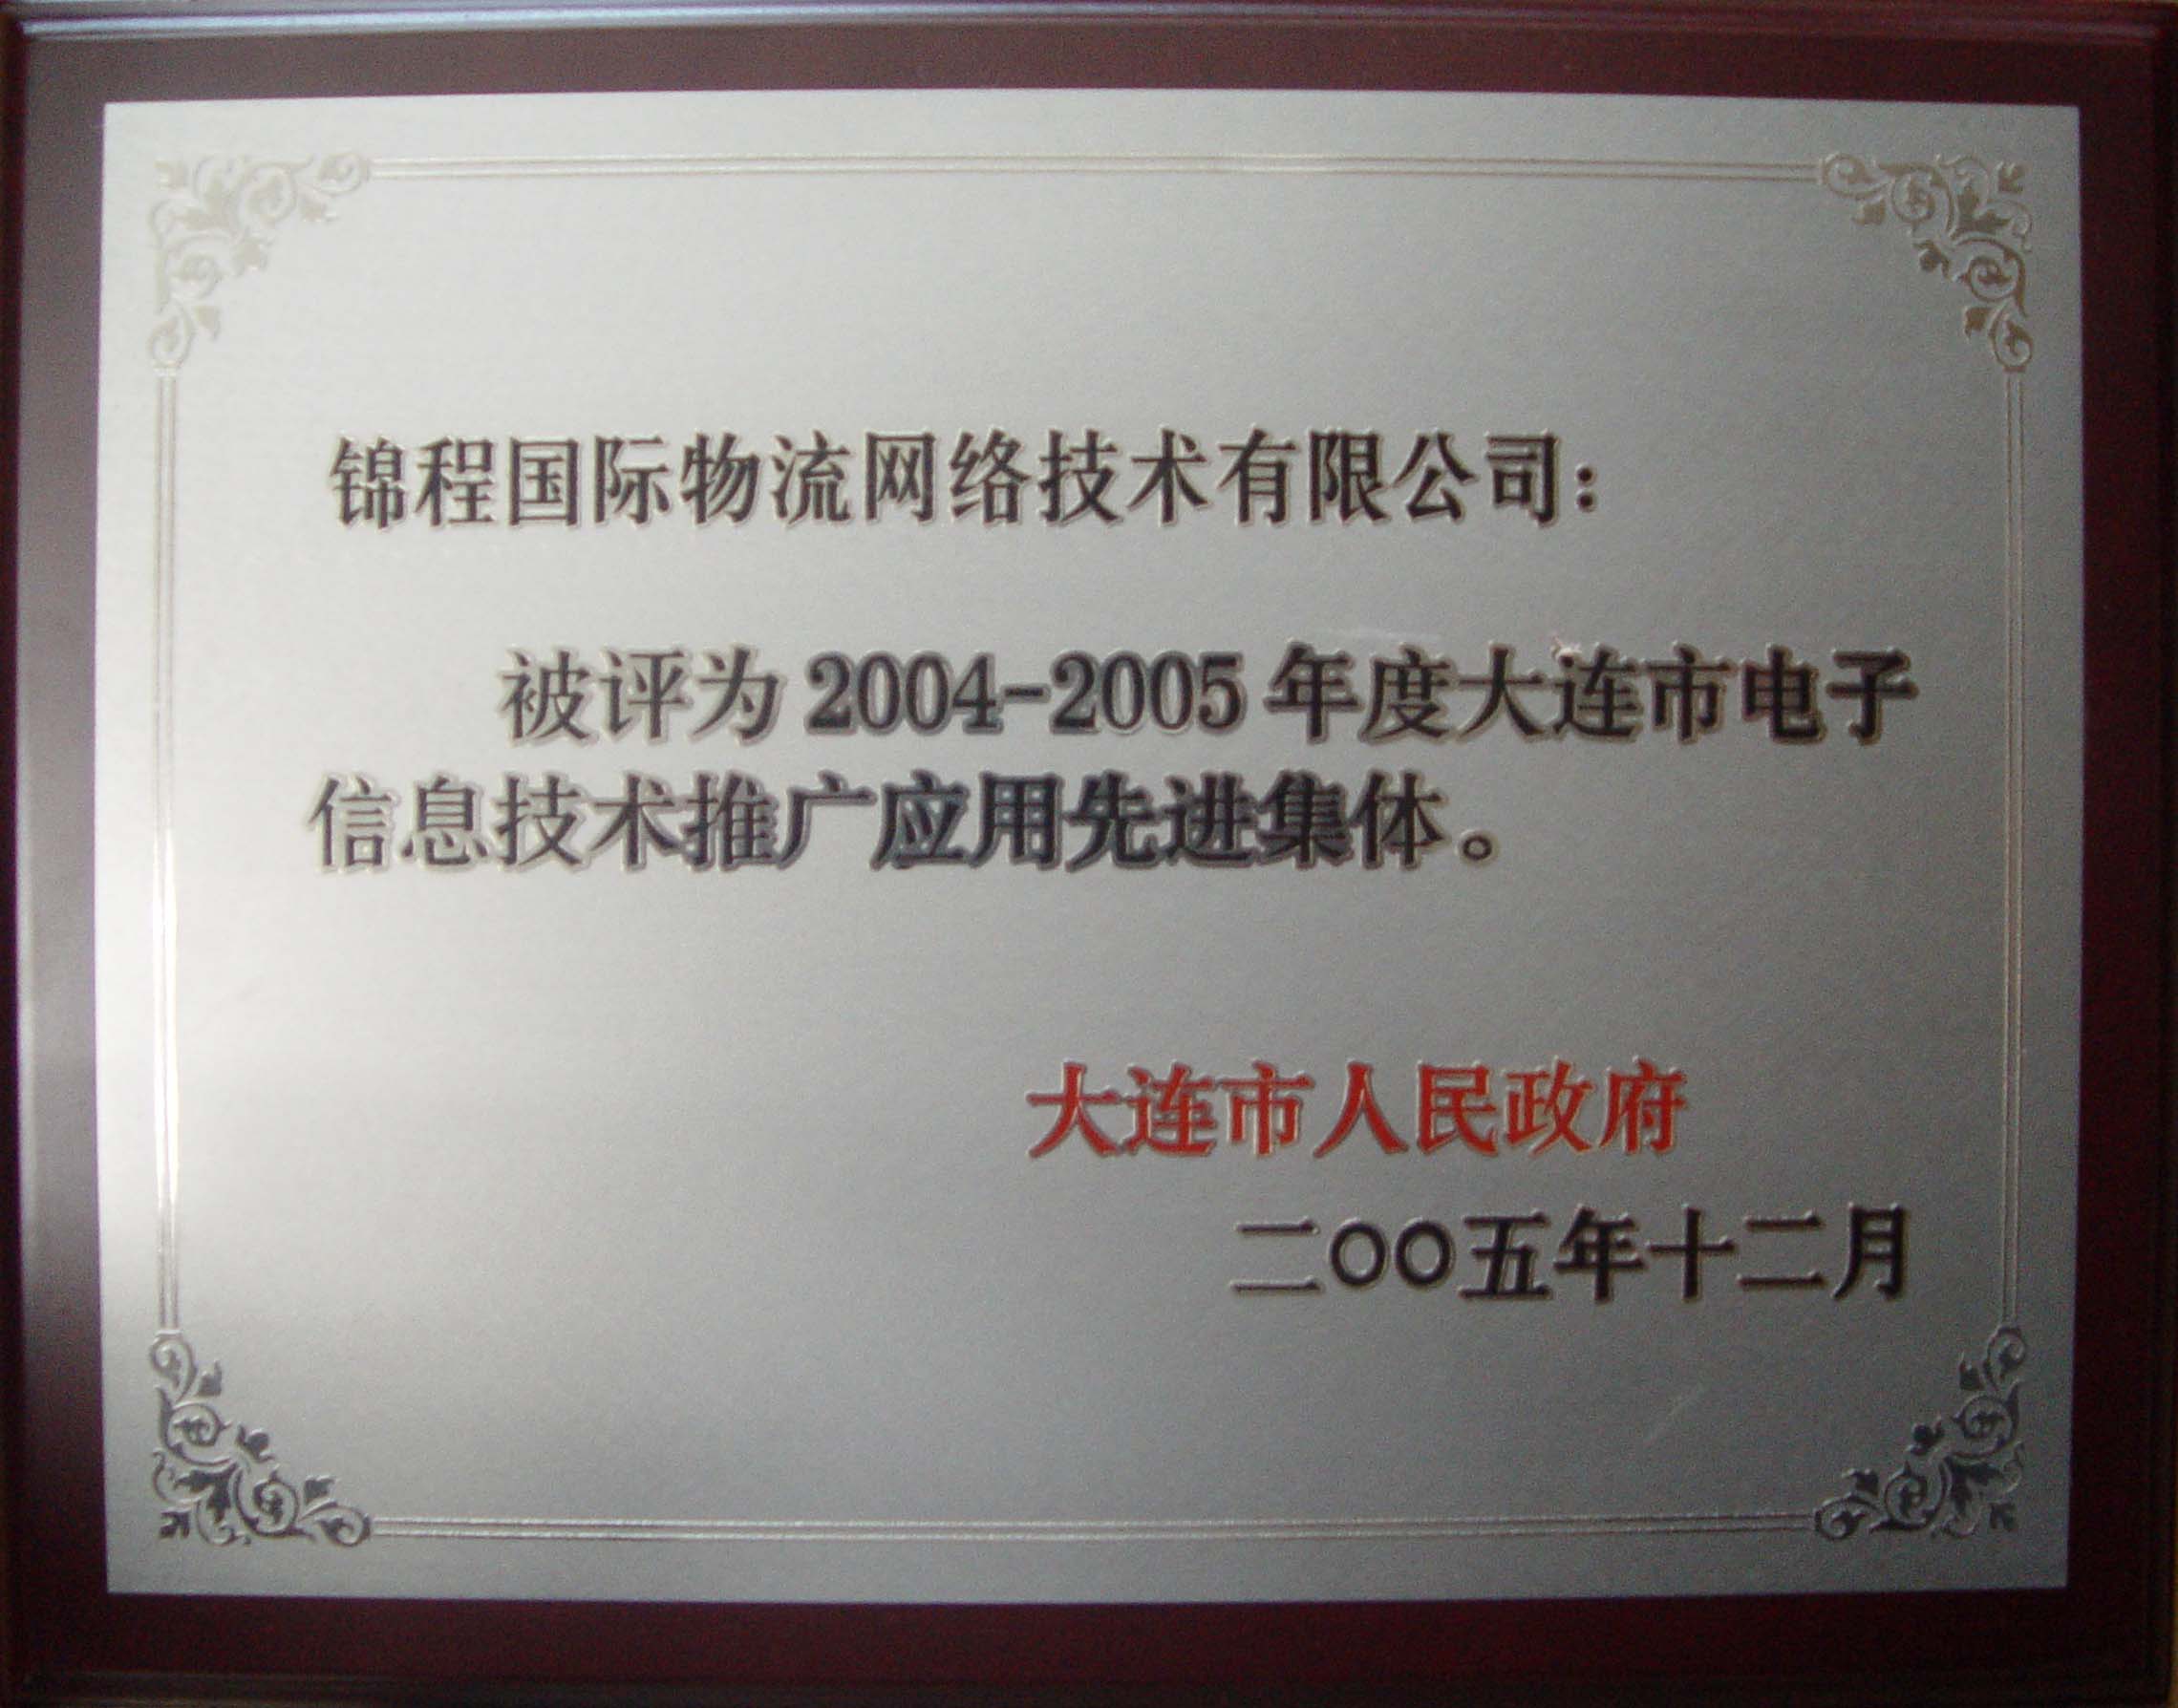 锦程国际物流网络技术有限公司：
被评为2004-2005年度大连市电子
信息技术推广应用先进集体。
大连市人民政府
二〇〇五年十二月